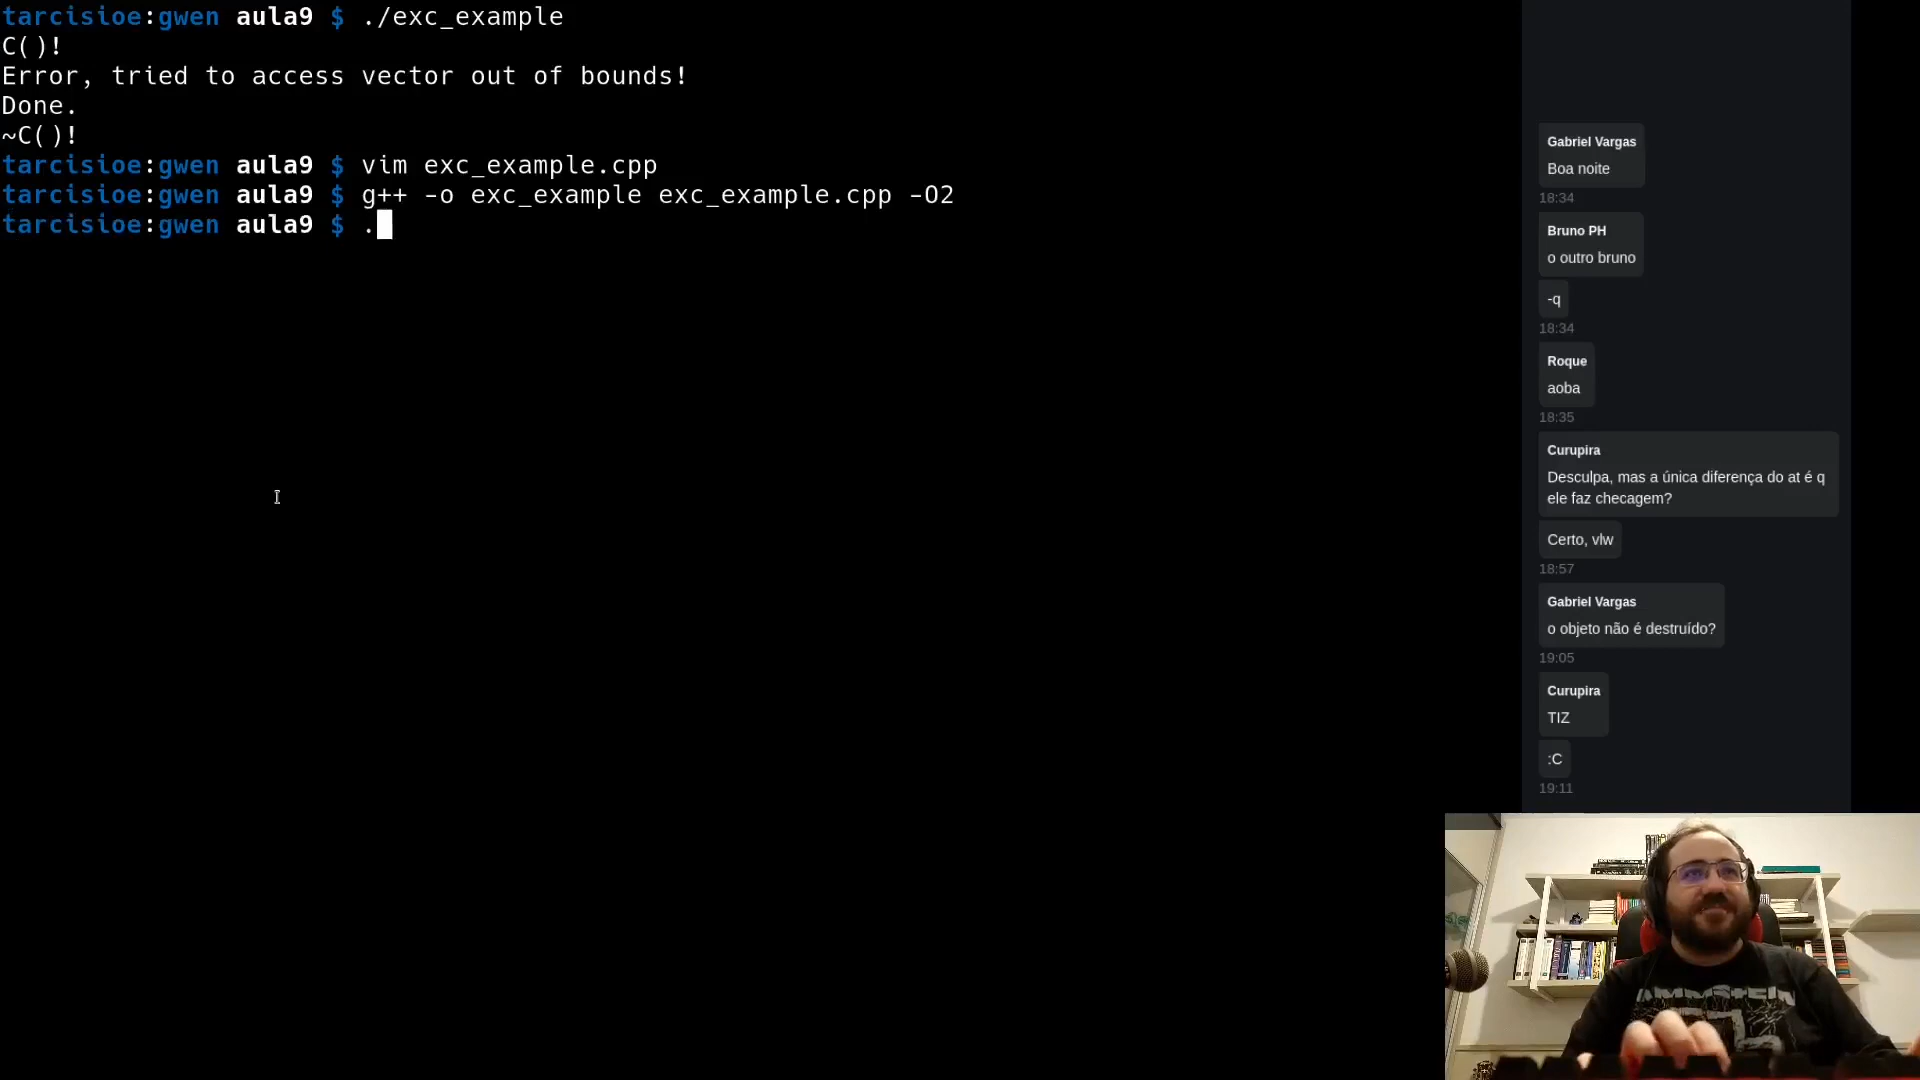 tarcisioe:gwen aula9 $ ./exc_example
C()!
Error, tried to access vector out of bounds!
Done.
~C()!
tarcisioe:gwen aula9 $ vim exc_example.cpp
tarcisioe:gwen aula9 $ g++ -o exc_example exc_example.cpp -O2
tarcisioe:gwen aula9 $ .
Gabriel Vargas
Boa noite
18:34
Bruno PH
o outro bruno
-q
18:34
Roque
aoba
18:35
Curupira
Desculpa, mas a única diferença do at é q
ele faz checagem?
Certo, vlw
18:57
Gabriel Vargas
o objeto não é destruído?
19:05
Curupira
TIZ
:C
19:11